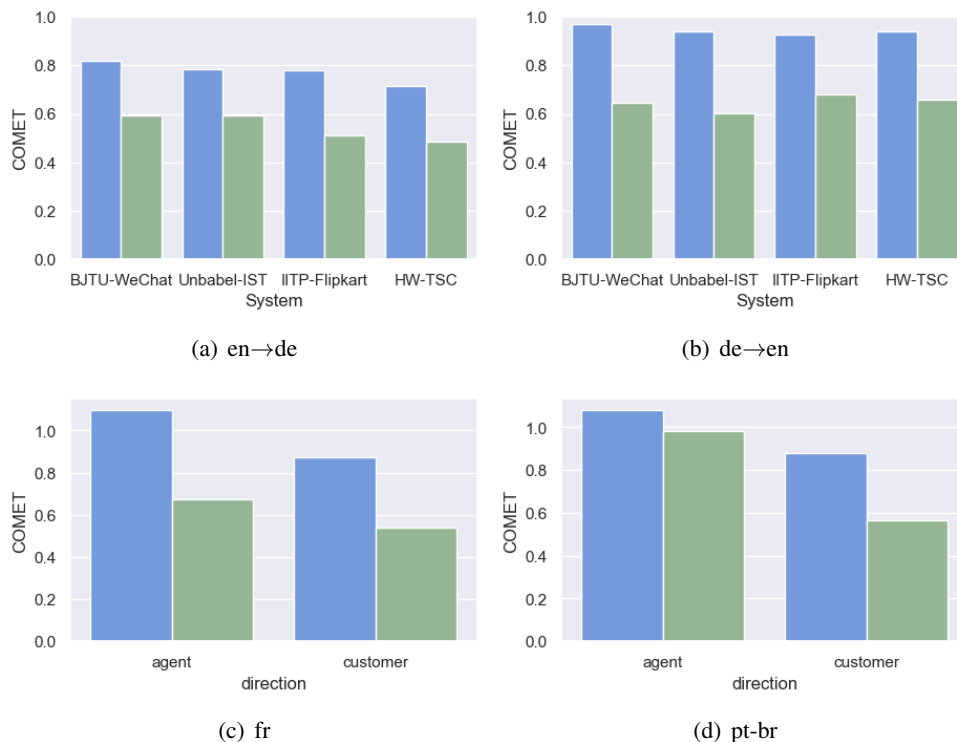 1.0
0.8
0.6
0.4
0.2
0.0
COMET
BJTU-WeChat Unbabel-IST IITP-Flipkart HW-TSC
System
(a) en→de
1.0
0.8
0.6
0.4
0.2
0.0
COMET
BJTU-WeChat Unbabel-IST IITP-Flipkart HW-TSC
System
(b) de→en
1.0
0.8
0.6
0.4
0.2
0.0
COMET
agent customer
direction
(c) fr
1.0
0.8
0.6
0.4
0.2
0.0
COMET
agent customer
direction
(d) pt-br